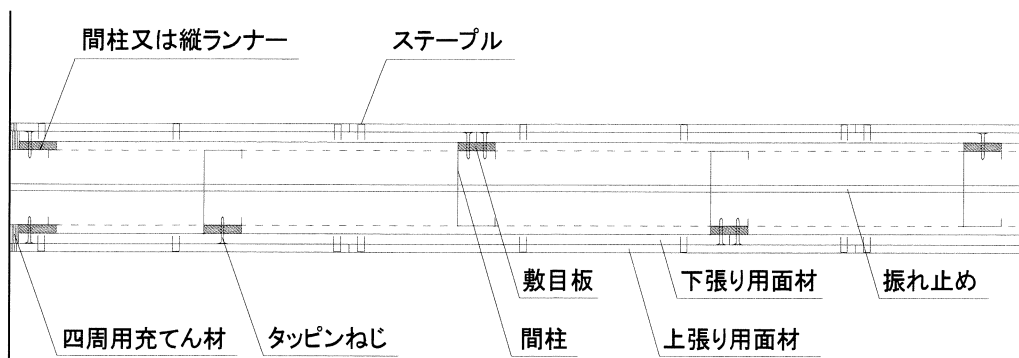 間柱又は縦ランナー
ステープル
敷目板
下張り用面材
振れ止め
四周用充てん材
タッピンねじ
間柱
上張り用面材